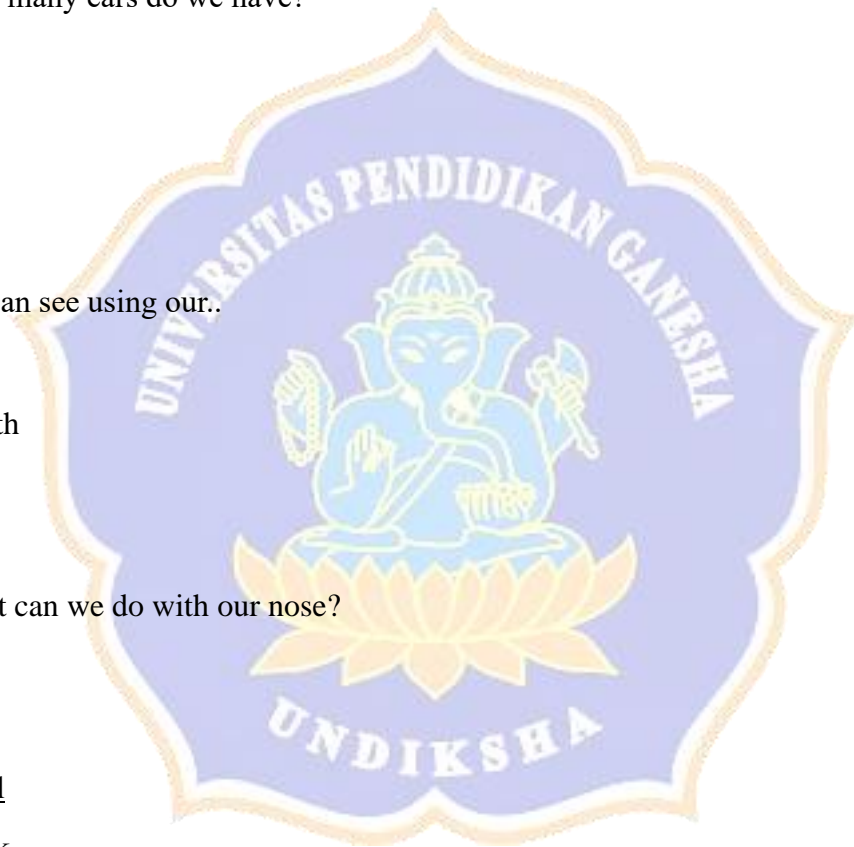 many ears do we have?
UNIVERSITAS PENDIDIKAN GANESHA
an see using our..
th
t can we do with our nose?
UNDIKSHA
l